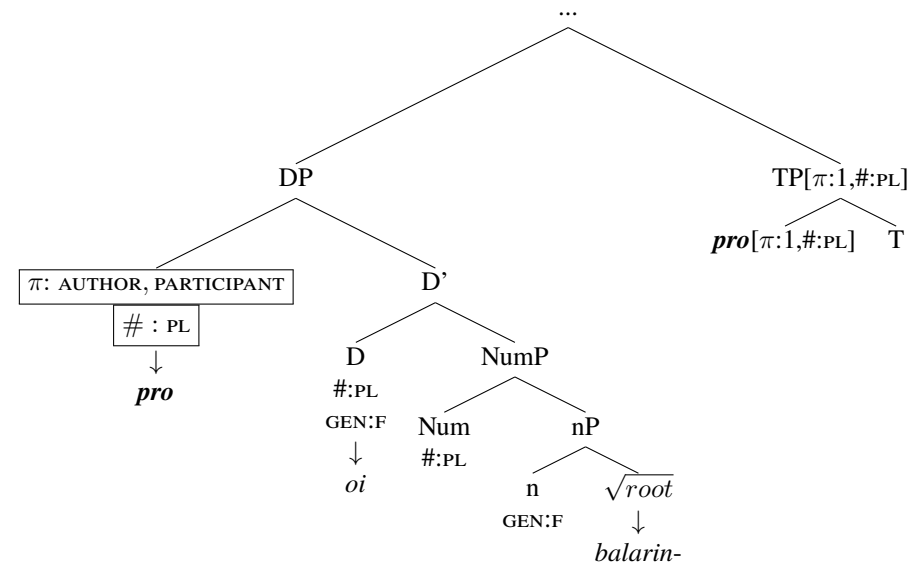 ...
DP TP[π:1,#:PL]
pro[π:1,#:PL] T
π: AUTHOR, PARTICIPANT D’
# : PL
↓
pro
D NumP
#:PL
GEN:F Num nP
↓ #:PL
oi
n √root
GEN:F ↓
balarin-